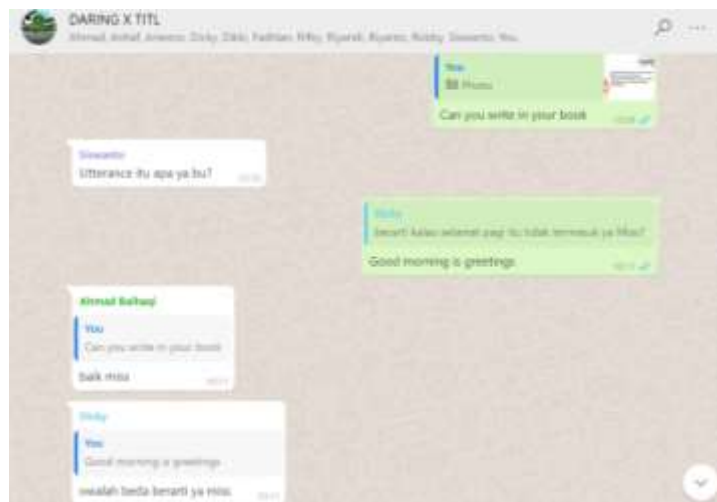 DARING X TITL
Ahmad, Dicky, Dikki, Fadhlan, Rifky, Riyandi, Riyanto, Robby, Siswanto, You,
You
Photo
Can you write in your book
Siswanto
Utterance itu apa ya bu?
Dicky
berarti kalau selamat pagi itu tidak termasuk ya Miss?
Good morning is greetings
Ahmad Baihaqi
You
Can you write in your book
baik miss
Dicky
You
Good morning is greetings
owalah beda berarti ya miss